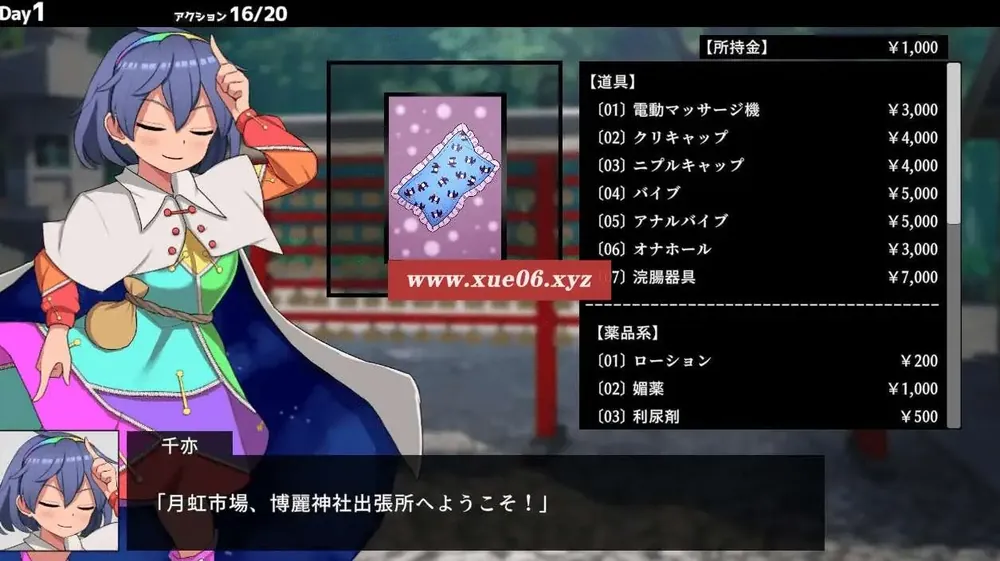 Day1
アクション16/20
【所持金】 ￥1,000
【道具】
〔01〕電動マッサージ機 ￥3,000
〔02〕クリキャップ ￥4,000
〔03〕ニプルキャップ ￥4,000
〔04〕バイブ ￥5,000
〔05〕アナルバイブ ￥5,000
〔06〕オナホール ￥3,000
07〕浣腸器具 ￥7,000
www.xue06.xyz
【薬品系】
〔01〕ローション ￥200
〔02〕媚薬 ￥1,000
〔03〕利尿剤 ￥500
千亦
「月虹市場、博麗神社出張所へようこそ！」